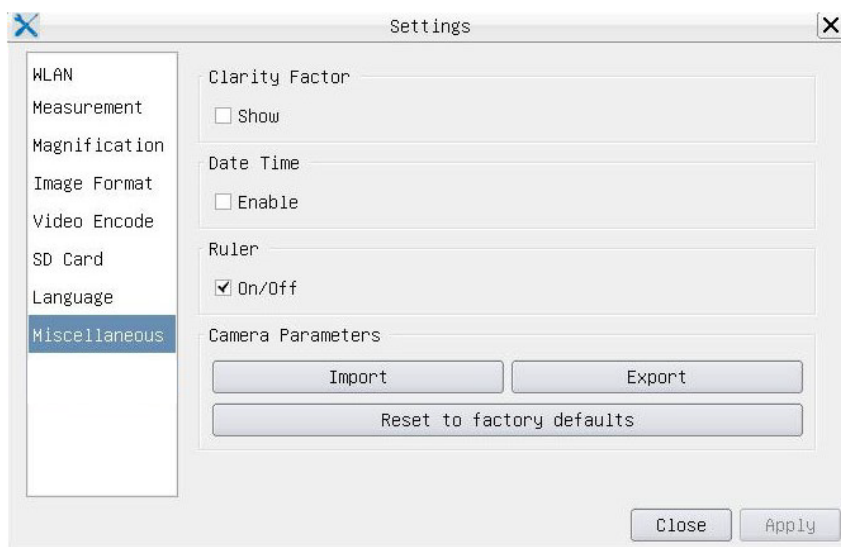 Settings
WLAN
Measurement
Magnification
Image Format
Video Encode
SD Card
Language
Miscellaneous
Clarity Factor
Show
Date Time
Enable
Ruler
On/Off
Camera Parameters
Import Export
Reset to factory defaults
Close Apply